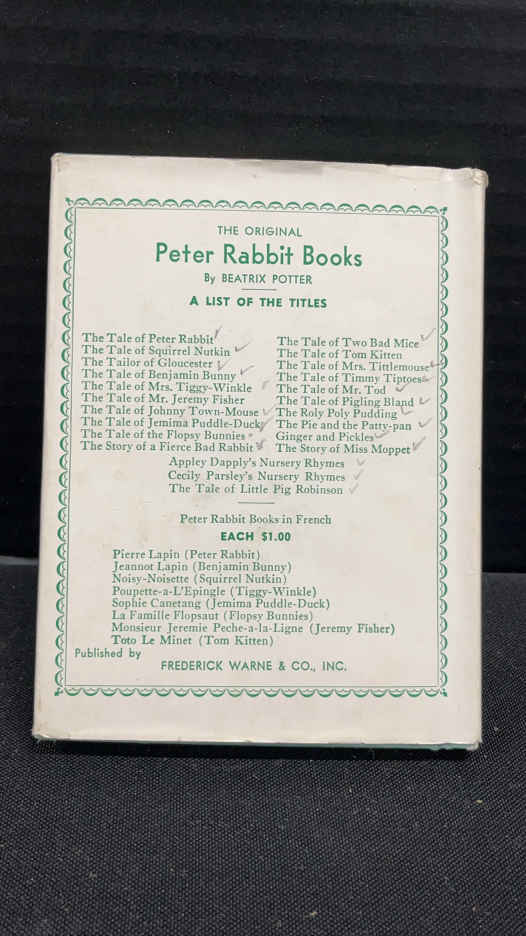 THE ORIGINAL
Peter Rabbit Books
By BEATRIX POTTER
A LIST OF THE TITLES
The Tale of Peter Rabbit
The Tale of Squirrel Nutkin
The Tailor of Gloucester
The Tale of Benjamin Bunny
The Tale of Mrs. Tiggy-Winkle
The Tale of Mr. Jeremy Fisher
The Tale of Johnny Town-Mouse
The Tale of Jemima Puddle-Duck
The Tale of the Flopsy Bunnies
The Story of a Fierce Bad Rabbit
The Tale of Two Bad Mice
The Tale of Tom Kitten
The Tale of Mrs. Tittlemouse
The Tale of Timmy Tiptoes
The Tale of Mr. Tod
The Tale of Pigling Bland
The Roly Poly Pudding
The Pie and the Patty-pan
Ginger and Pickles
The Story of Miss Moppet
Appley Dapply's Nursery Rhymes
Cecily Parsley's Nursery Rhymes
The Tale of Little Pig Robinson
Peter Rabbit Books in French
EACH $1.00
Pierre Lapin (Peter Rabbit)
Jeannot Lapin (Benjamin Bunny)
Noisy-Noisette (Squirrel Nutkin)
Poupette-a-L'Epingle (Tiggy-Winkle)
Sophie Canetang (Jemima Puddle-Duck)
La Famille Flopsaut (Flopsy Bunnies)
Monsieur Jeremie Peche-a-la-Ligne (Jeremy Fisher)
Toto Le Minet (Tom Kitten)
Published by
FREDERICK WARNE & CO., INC.